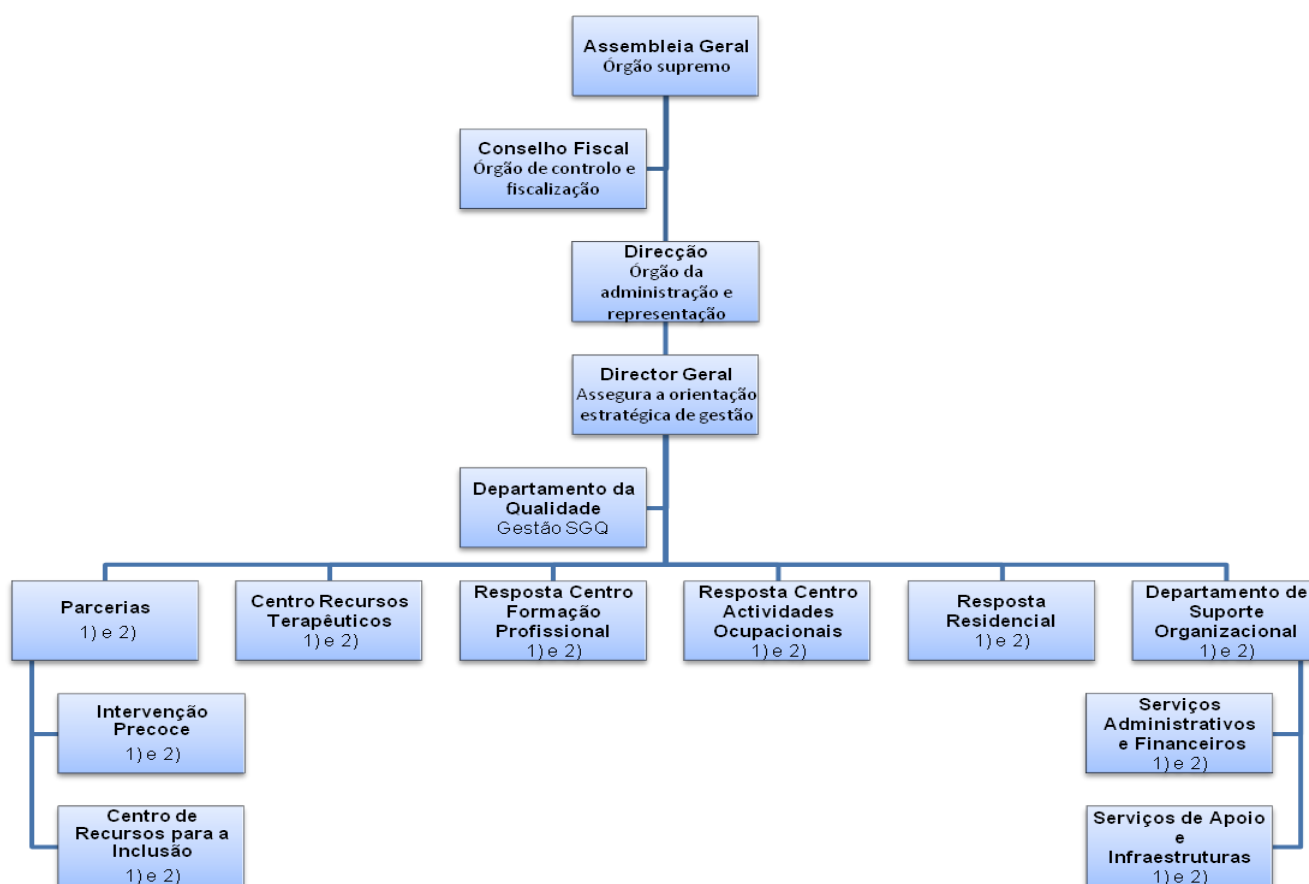 Assembleia Geral
Órgão supremo
Conselho Fiscal
Órgão de controlo e
fiscalização
Direcção
Órgão da
administração e
representação
Director Geral
Assegura a orientação
estratégica de gestão
Departamento da
Qualidade
Gestão SGQ
Parcerias
1) e 2)
Centro Recursos
Terapêuticos
1) e 2)
Resposta Centro
Formação
Profissional
1) e 2)
Resposta Centro
Actividades
Ocupacionais
1) e 2)
Resposta
Residencial
1) e 2)
Departamento de
Suporte
Organizacional
1) e 2)
Intervenção
Precoce
1) e 2)
Centro de
Recursos para a
Inclusão
1) e 2)
Serviços
Administrativos
e Financeiros
1) e 2)
Serviços de Apoio
e
Infraestruturas
1) e 2)